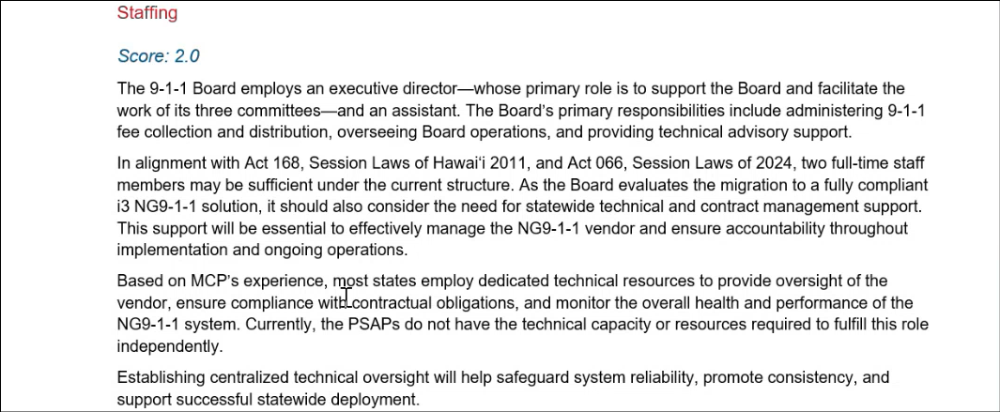 Staffing
Score: 2.0
The 9-1-1 Board employs an executive director—whose primary role is to support the Board and facilitate the
work of its three committees—and an assistant. The Board’s primary responsibilities include administering 9-1-1
fee collection and distribution, overseeing Board operations, and providing technical advisory support.
In alignment with Act 168, Session Laws of Hawaiʻi 2011, and Act 066, Session Laws of 2024, two full-time staff
members may be sufficient under the current structure. As the Board evaluates the migration to a fully compliant
i3 NG9-1-1 solution, it should also consider the need for statewide technical and contract management support.
This support will be essential to effectively manage the NG9-1-1 vendor and ensure accountability throughout
implementation and ongoing operations.
Based on MCP’s experience, most states employ dedicated technical resources to provide oversight of the
vendor, ensure compliance with contractual obligations, and monitor the overall health and performance of the
NG9-1-1 system. Currently, the PSAPs do not have the technical capacity or resources required to fulfill this role
independently.
Establishing centralized technical oversight will help safeguard system reliability, promote consistency, and
support successful statewide deployment.